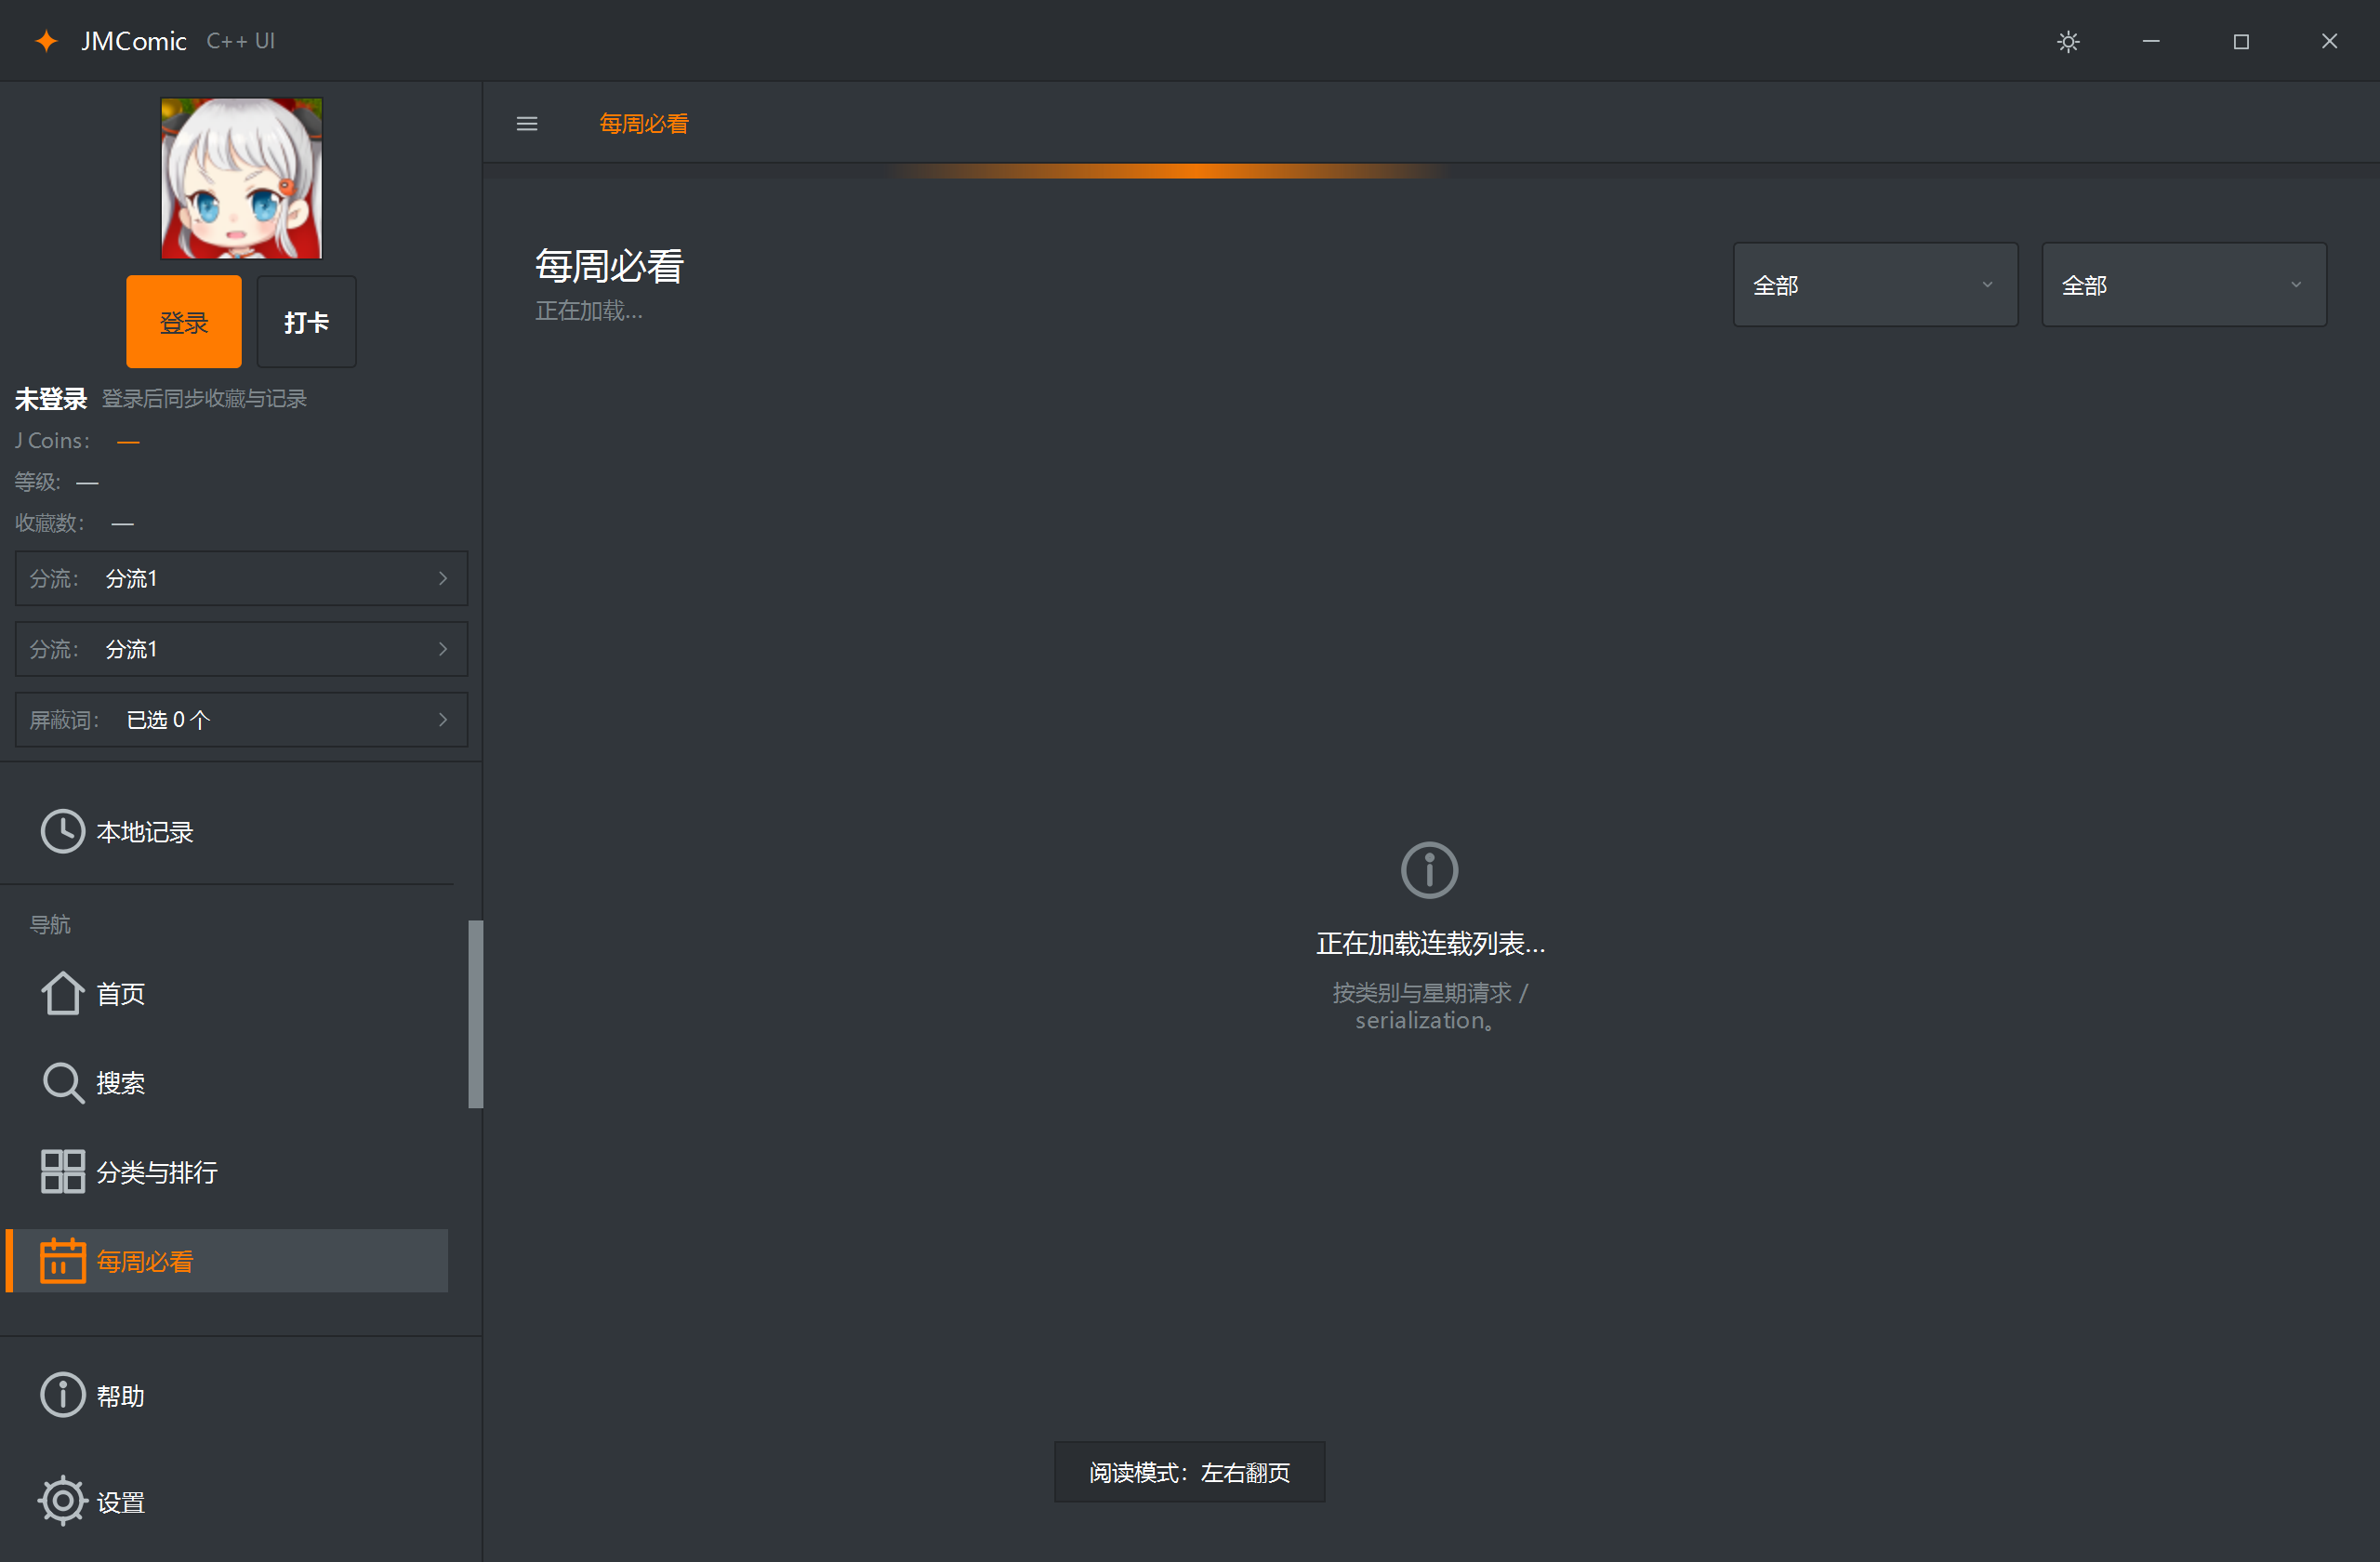 JMComic C++ UI
登录
打卡
未登录 登录后同步收藏与记录
J Coins: —
等级: —
收藏数: —
分流: 分流1
分流: 分流1
屏蔽词: 已选 0 个
本地记录
导航
首页
搜索
分类与排行
每周必看
帮助
设置
每周必看
每周必看
正在加载...
全部
全部
正在加载连载列表...
按类别与星期请求 /
serialization。
阅读模式：左右翻页